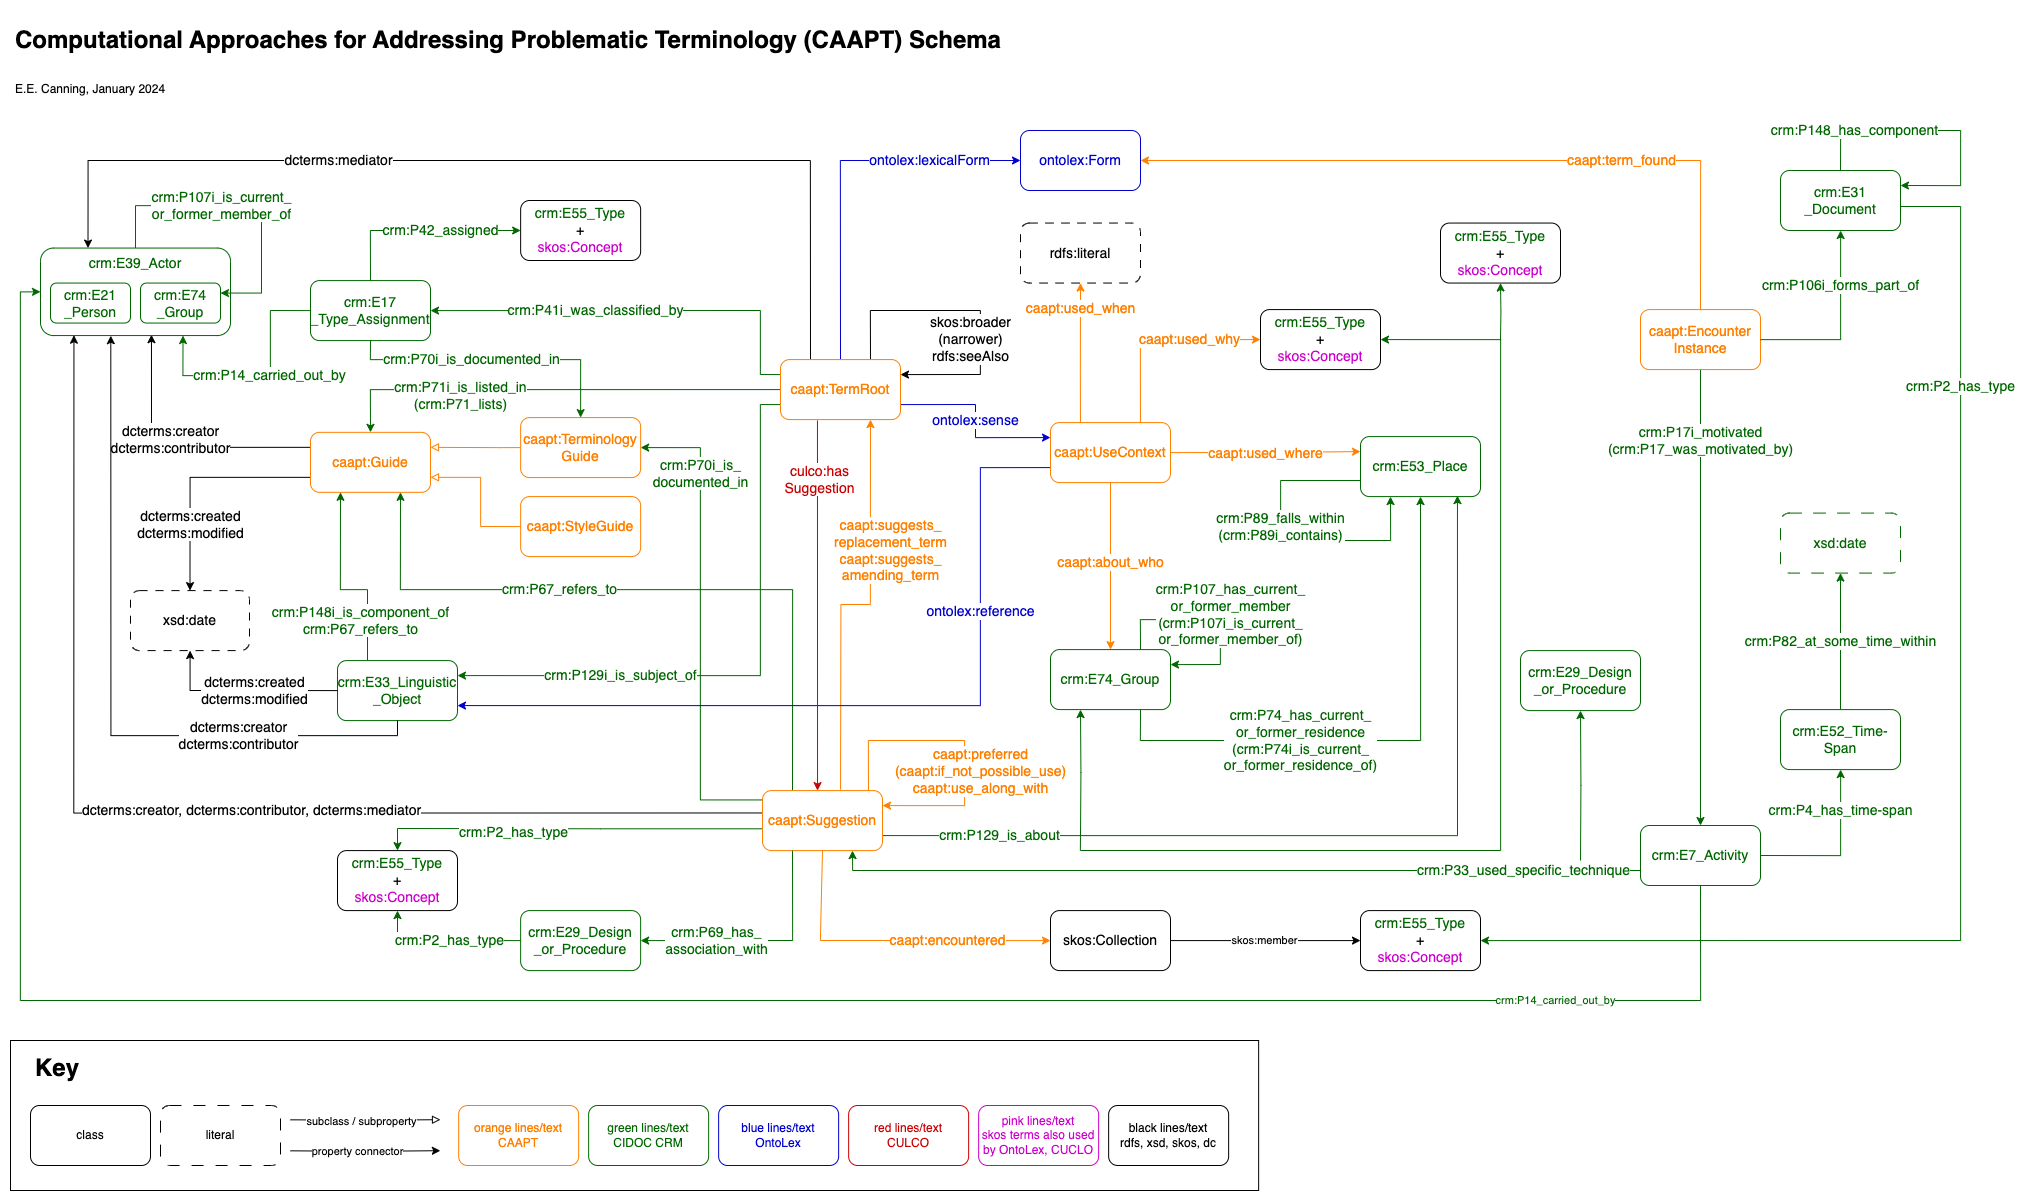 Computational Approaches for Addressing Problematic Terminology (CAAPT) Schema
E.E. Canning, January 2024
crm:P148_has_component
dcterms:mediator
ontolex:lexicalForm
ontolex:Form
caapt:term_found
crm:E31
_Document
crm:P107i_is_current_
or_former_member_of
crm:E55_Type
+
skos:Concept
crm:P42_assigned
rdfs:literal
crm:E55_Type
+
skos:Concept
crm:E39_Actor
crm:E21
_Person
crm:E74
_Group
crm:E17
_Type_Assignment
crm:P41i_was_classified_by
skos:broader
(narrower)
rdfs:seeAlso
caapt:used_when
caapt:used_why
crm:E55_Type
+
skos:Concept
crm:P106i_forms_part_of
caapt:Encounter
Instance
crm:P70i_is_documented_in
crm:P14_carried_out_by
crm:P71i_is_listed_in
(crm:P71_lists)
caapt:TermRoot
crm:P2_has_type
dcterms:creator
dcterms:contributor
caapt:Guide
caapt:Terminology
Guide
crm:P70i_is_
documented_in
culco:has
Suggestion
ontolex:sense
caapt:UseContext
caapt:used_where
crm:E53_Place
crm:P17i_motivated
(crm:P17_was_motivated_by)
dcterms:created
dcterms:modified
caapt:StyleGuide
caapt:suggests_
replacement_term
caapt:suggests_
amending_term
crm:P89_falls_within
(crm:P89i_contains)
xsd:date
caapt:about_who
crm:P67_refers_to
xsd:date
crm:P148i_is_component_of
crm:P67_refers_to
ontolex:reference
crm:P107_has_current_
or_former_member
(crm:P107i_is_current_
or_former_member_of)
crm:P82_at_some_time_within
dcterms:created
dcterms:modified
crm:E33_Linguistic
_Object
crm:P129i_is_subject_of
crm:E74_Group
crm:E29_Design
_or_Procedure
dcterms:creator
dcterms:contributor
crm:P74_has_current_
or_former_residence
(crm:P74i_is_current_
or_former_residence_of)
crm:E52_Time-
Span
caapt:preferred
(caapt:if_not_possible_use)
caapt:use_along_with
dcterms:creator, dcterms:contributor, dcterms:mediator
caapt:Suggestion
crm:P4_has_time-span
crm:P2_has_type
crm:P129_is_about
crm:E7_Activity
crm:E55_Type
+
skos:Concept
crm:P33_used_specific_technique
crm:P2_has_type
crm:E29_Design
_or_Procedure
crm:P69_has_
association_with
caapt:encountered
skos:Collection
skos:member
crm:E55_Type
+
skos:Concept
crm:P14_carried_out_by
Key
class
literal
subclass / subproperty
property connector
orange lines/text
CAAPT
green lines/text
CIDOC CRM
blue lines/text
OntoLex
red lines/text
CULCO
pink lines/text
skos terms also used
by OntoLex, CUCLO
black lines/text
rdfs, xsd, skos, dc